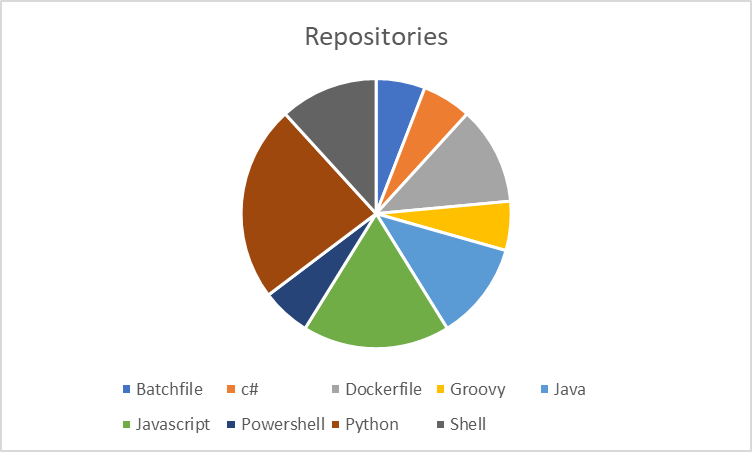 Repositories
Batchfile c# Dockerfile Groovy Java
Javascript Powershell Python Shell